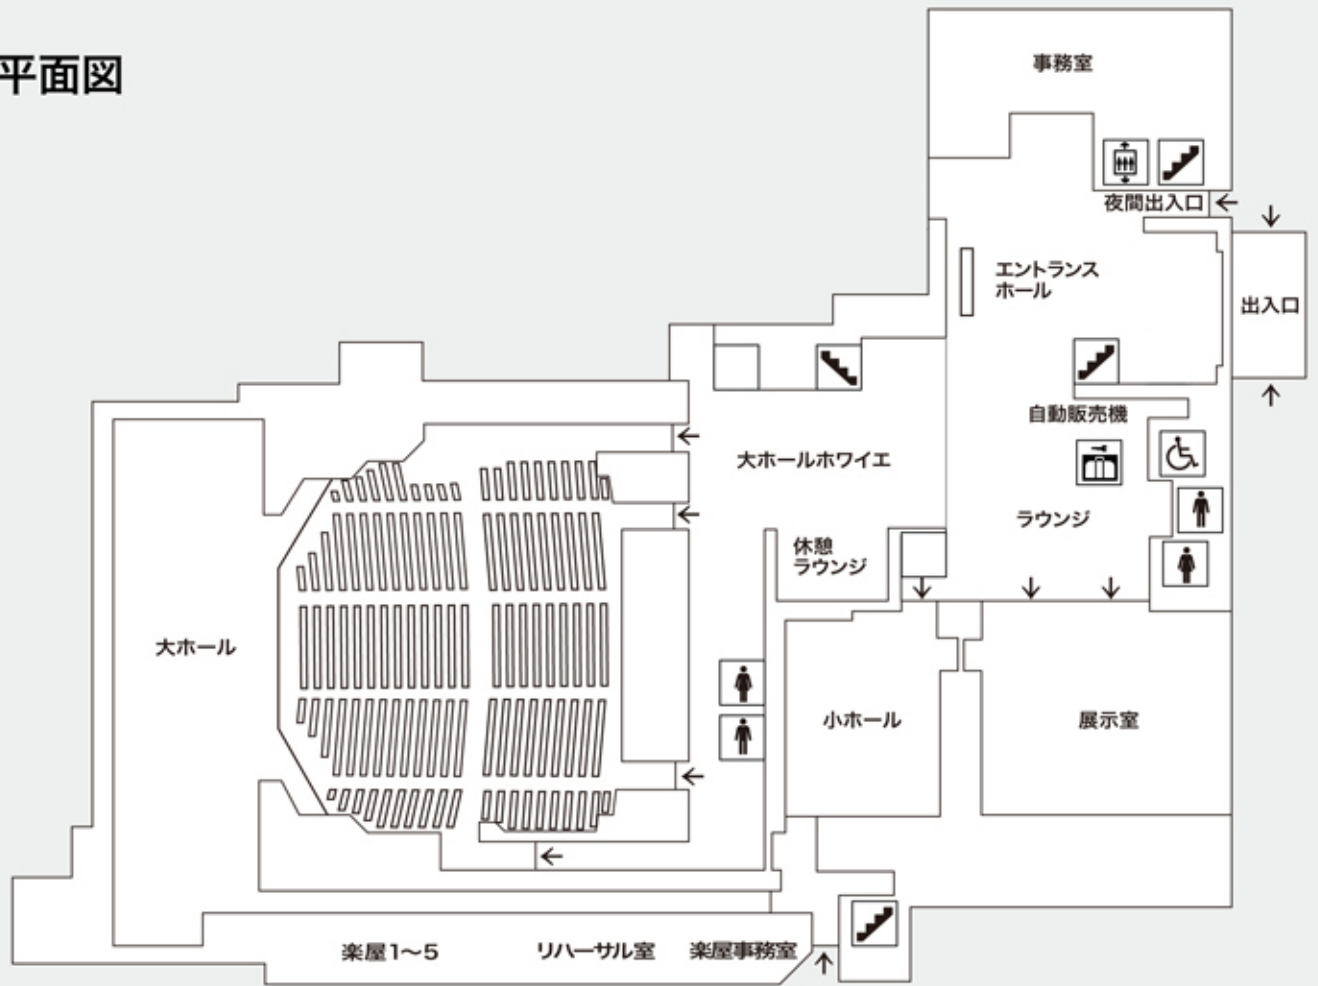 平面図
事務室
夜間出入口
エントランス
ホール
出入口
自動販売機
大ホールホワイエ
ラウンジ
休憩
ラウンジ
大ホール
小ホール
展示室
楽屋1〜5
リハーサル室
楽屋事務室